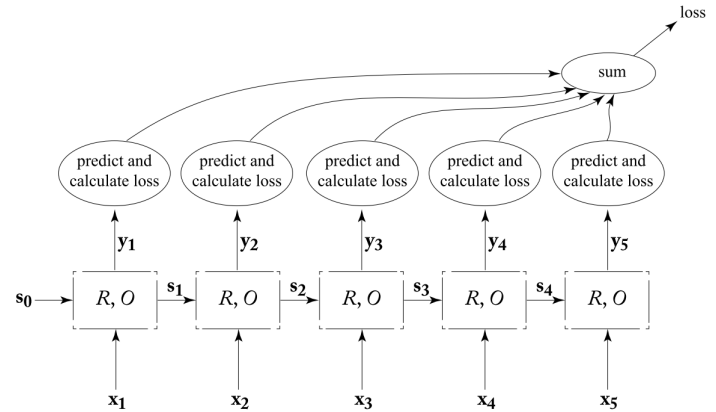 loss
sum
predict and
calculate loss
predict and
calculate loss
predict and
calculate loss
predict and
calculate loss
predict and
calculate loss
y1
y2
y3
y4
y5
s0
R, O
s1
R, O
s2
R, O
s3
R, O
s4
R, O
x1
x2
x3
x4
x5